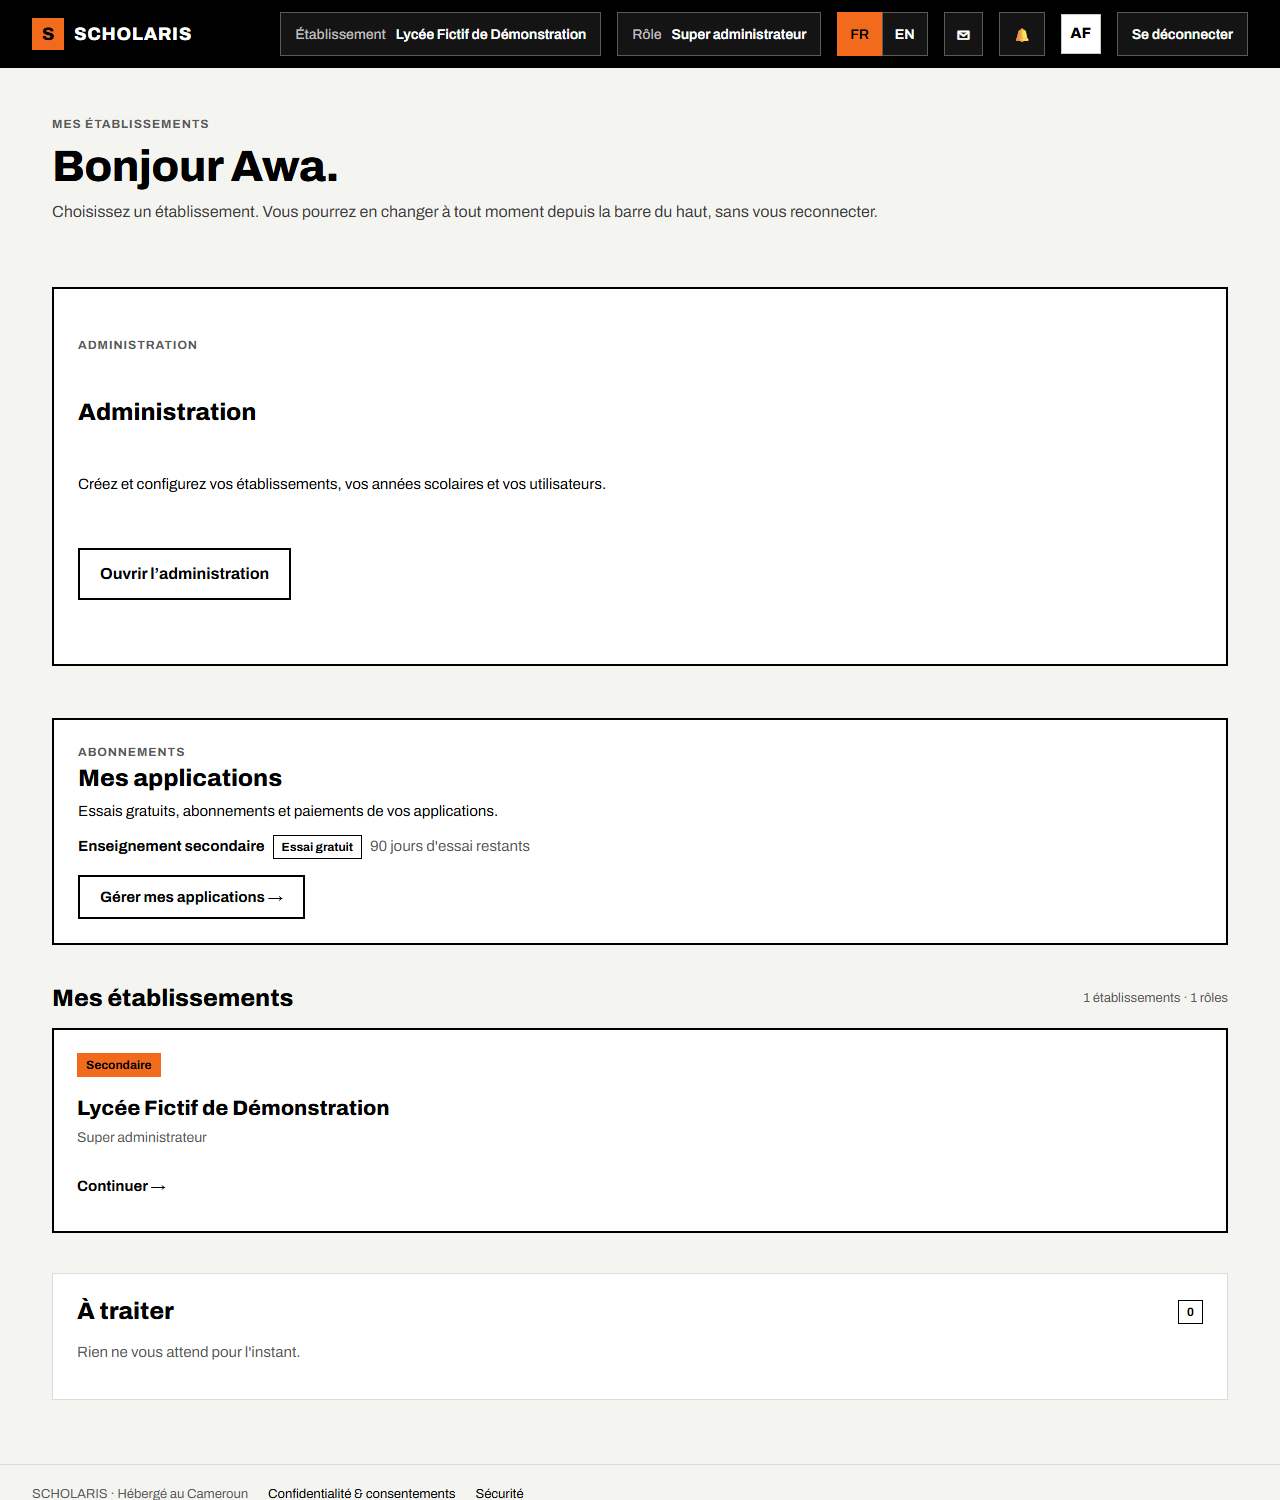 S SCHOLARIS Établissement Lycée Fictif de Démonstration Rôle Super administrateur FR EN AF Se déconnecter
MES ÉTABLISSEMENTS
Bonjour Awa.
Choisissez un établissement. Vous pourrez en changer à tout moment depuis la barre du haut, sans vous reconnecter.
ADMINISTRATION
Administration
Créez et configurez vos établissements, vos années scolaires et vos utilisateurs.
Ouvrir l’administration
ABONNEMENTS
Mes applications
Essais gratuits, abonnements et paiements de vos applications.
Enseignement secondaire Essai gratuit 90 jours d'essai restants
Gérer mes applications →
Mes établissements 1 établissements · 1 rôles
Secondaire
Lycée Fictif de Démonstration
Super administrateur
Continuer →
À traiter 0
Rien ne vous attend pour l'instant.
SCHOLARIS · Hébergé au Cameroun Confidentialité & consentements Sécurité